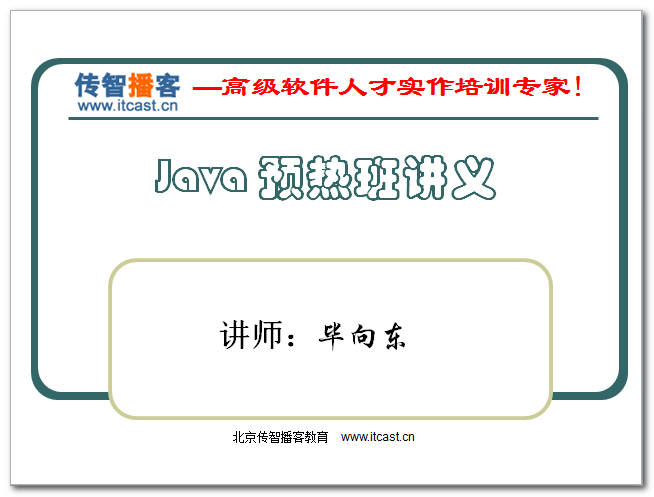 传智播客
www.itcast.cn
—高级软件人才实作培训专家!
Java 预热班讲义
讲师：毕向东
北京传智播客教育 www.itcast.cn